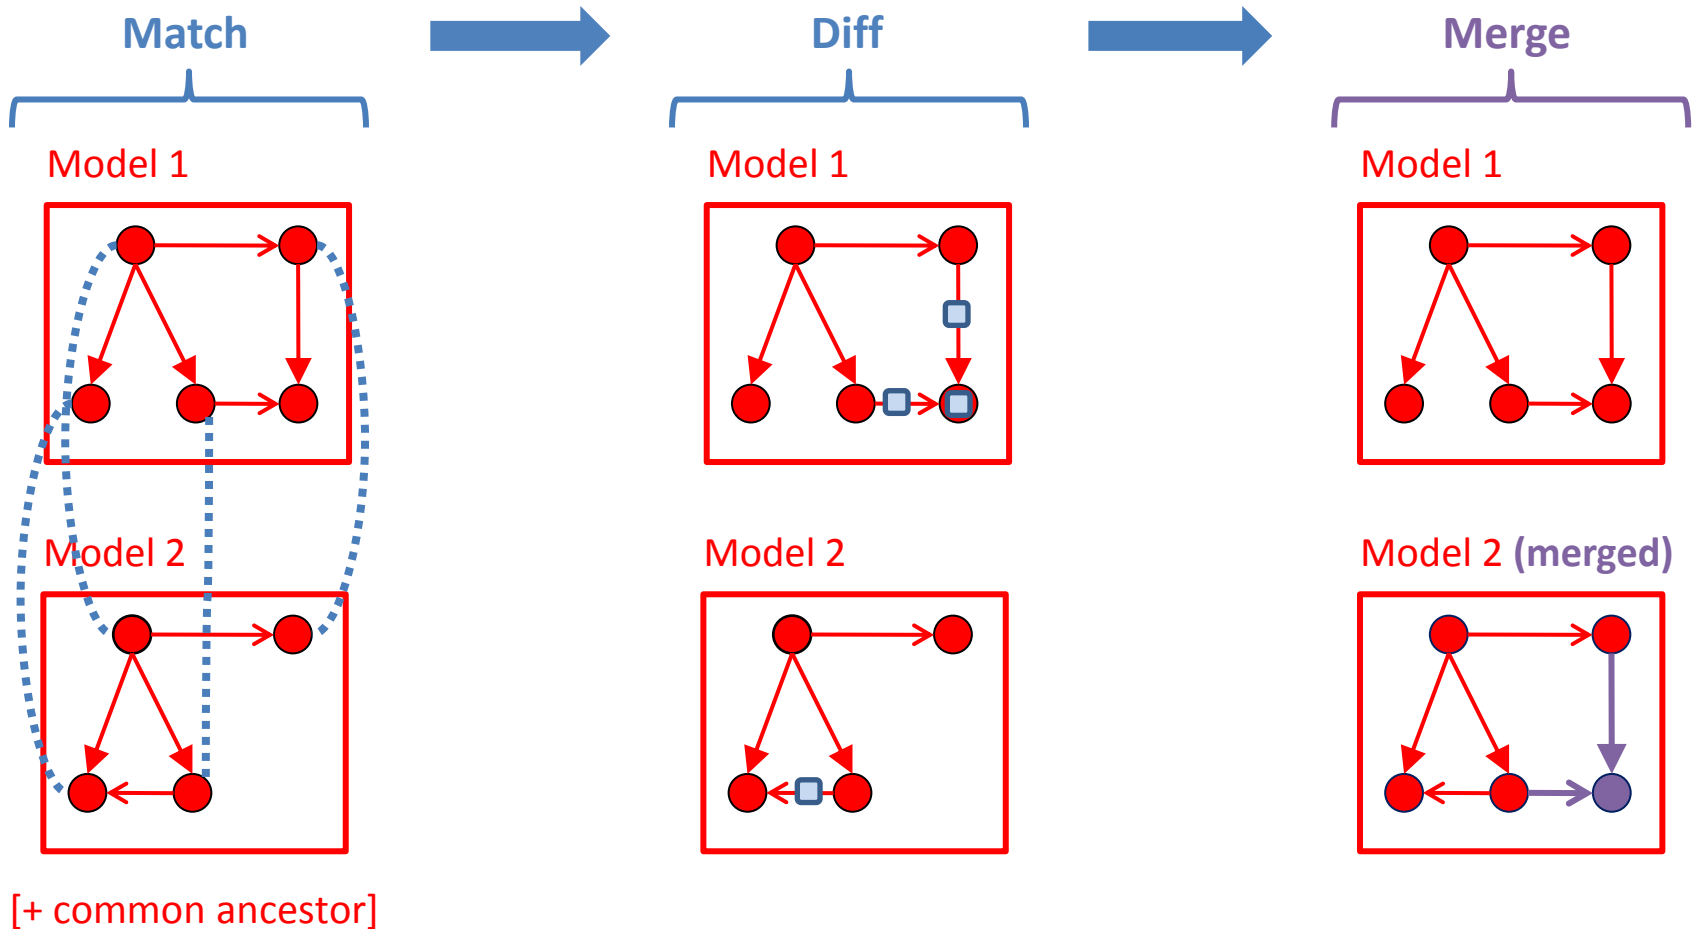 Match
Diff
Merge
Model 1
Model 1
Model 1
Model 2
Model 2
Model 2 (merged)
[+ common ancestor]